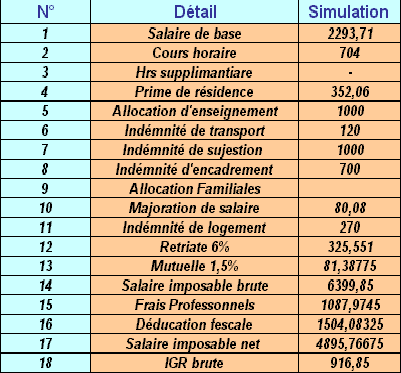 N° Détail Simulation
1 Salaire de base 2293,71
2 Cours horaire 704
3 Hrs supplimantiare -
4 Prime de résidence 352,06
5 Allocation d'enseignement 1000
6 Indémnité de transport 120
7 Indémnité de sujestion 1000
8 Indémnité d'encadrement 700
9 Allocation Familiales
10 Majoration de salaire 80,08
11 Indémnité de logement 270
12 Retriate 6% 325,551
13 Mutuelle 1,5% 81,38775
14 Salaire imposable brute 6399,85
15 Frais Professonnels 1087,9745
16 Déducation fescale 1504,08325
17 Salaire imposable net 4895,76675
18 IGR brute 916,85